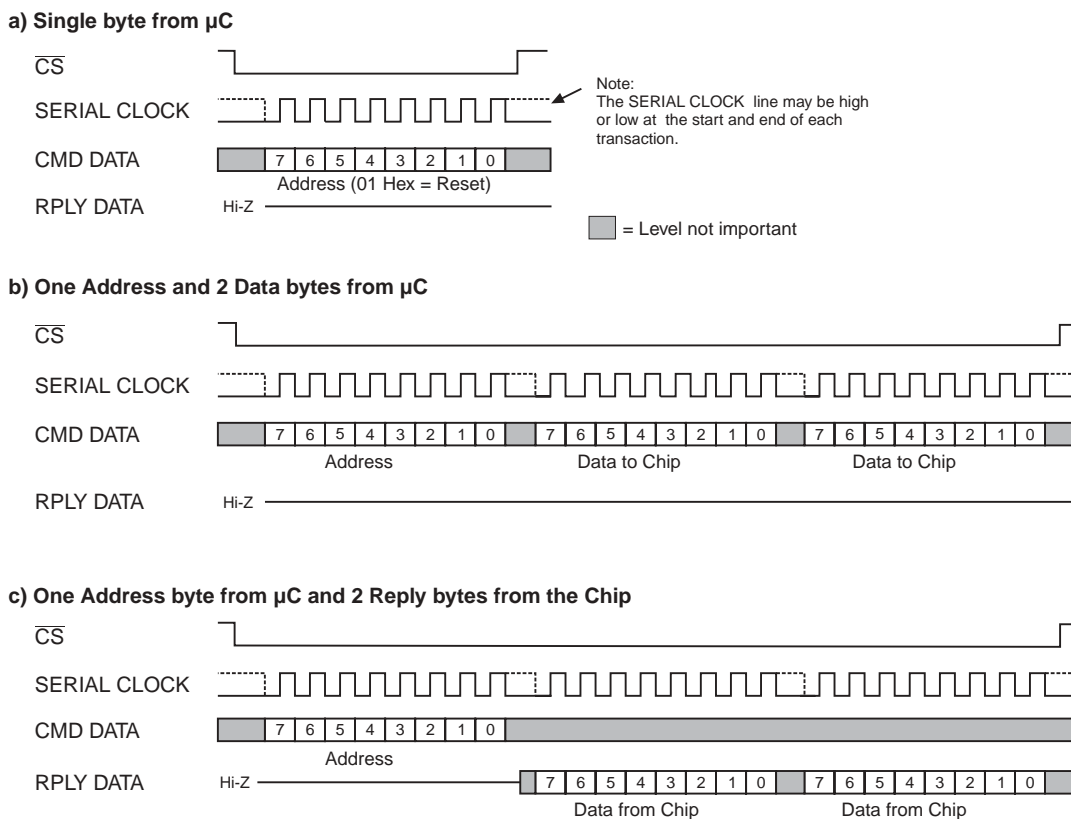 a) Single byte from µC
CS
SERIAL CLOCK
Note:
The SERIAL CLOCK line may be high
or low at the start and end of each
transaction.
CMD DATA
7 6 5 4 3 2 1 0
Address (01 Hex = Reset)
RPLY DATA
Hi-Z
= Level not important
b) One Address and 2 Data bytes from µC
CS
SERIAL CLOCK
CMD DATA
7 6 5 4 3 2 1 0 7 6 5 4 3 2 1 0 7 6 5 4 3 2 1 0
Address Data to Chip Data to Chip
RPLY DATA
Hi-Z
c) One Address byte from µC and 2 Reply bytes from the Chip
CS
SERIAL CLOCK
CMD DATA
7 6 5 4 3 2 1 0
Address
RPLY DATA
Hi-Z
7 6 5 4 3 2 1 0 7 6 5 4 3 2 1 0
Data from Chip Data from Chip